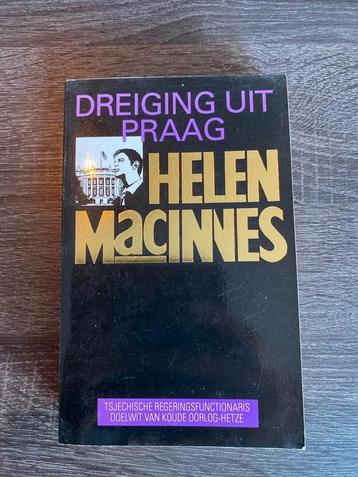 DREIGING UIT
PRAAG
HELEN
MACINNES
TSJECHISCHE REGERINGSFUNCTIONARIS
DOELWIT VAN KOUDE OORLOG-HETZE